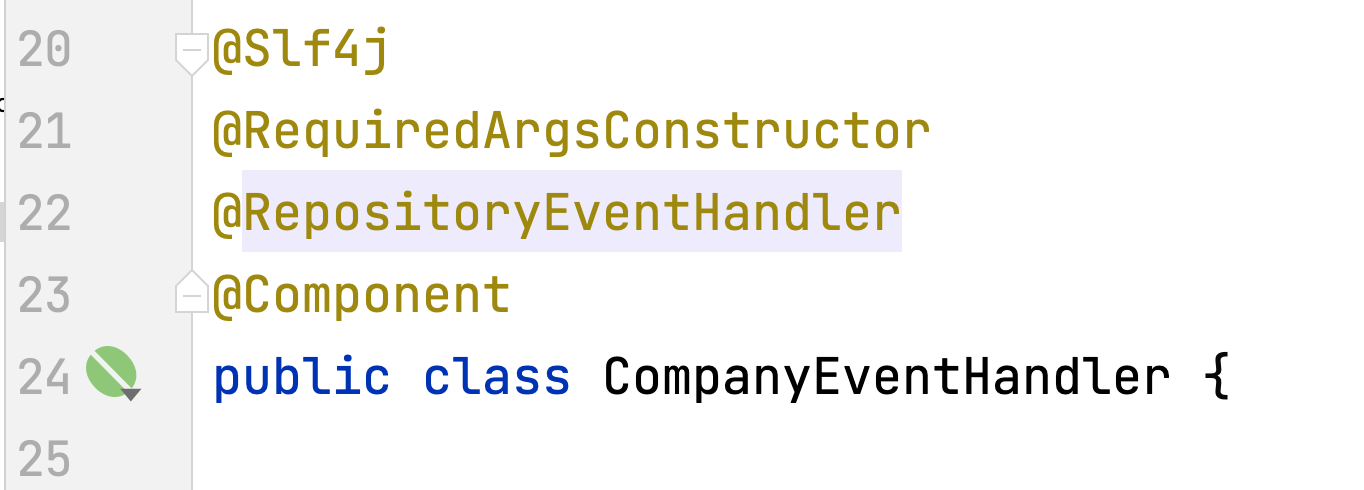 20 @Slf4j
21 @RequiredArgsConstructor
22 @RepositoryEventHandler
23 @Component
24 public class CompanyEventHandler {
25